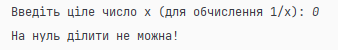 Введіть ціле число x (для обчислення 1/x): 0
На нуль ділити не можна!